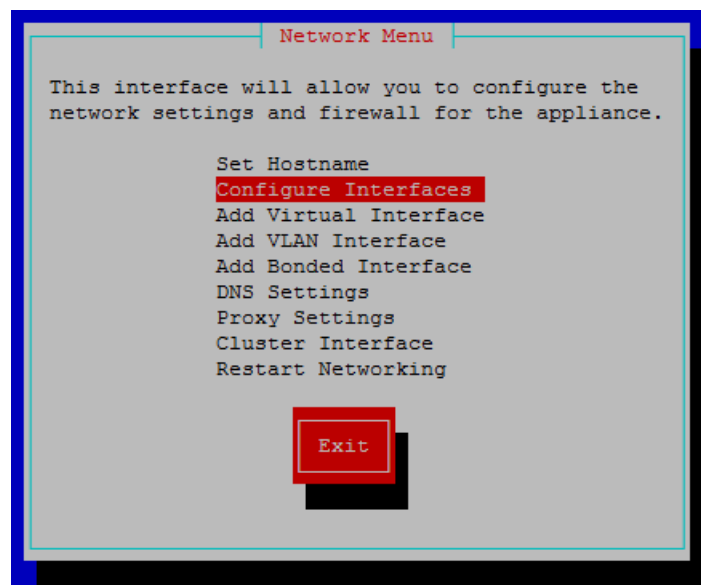 Network Menu
This interface will allow you to configure the
network settings and firewall for the appliance.
Set Hostname
Configure Interfaces
Add Virtual Interface
Add VLAN Interface
Add Bonded Interface
DNS Settings
Proxy Settings
Cluster Interface
Restart Networking
Exit